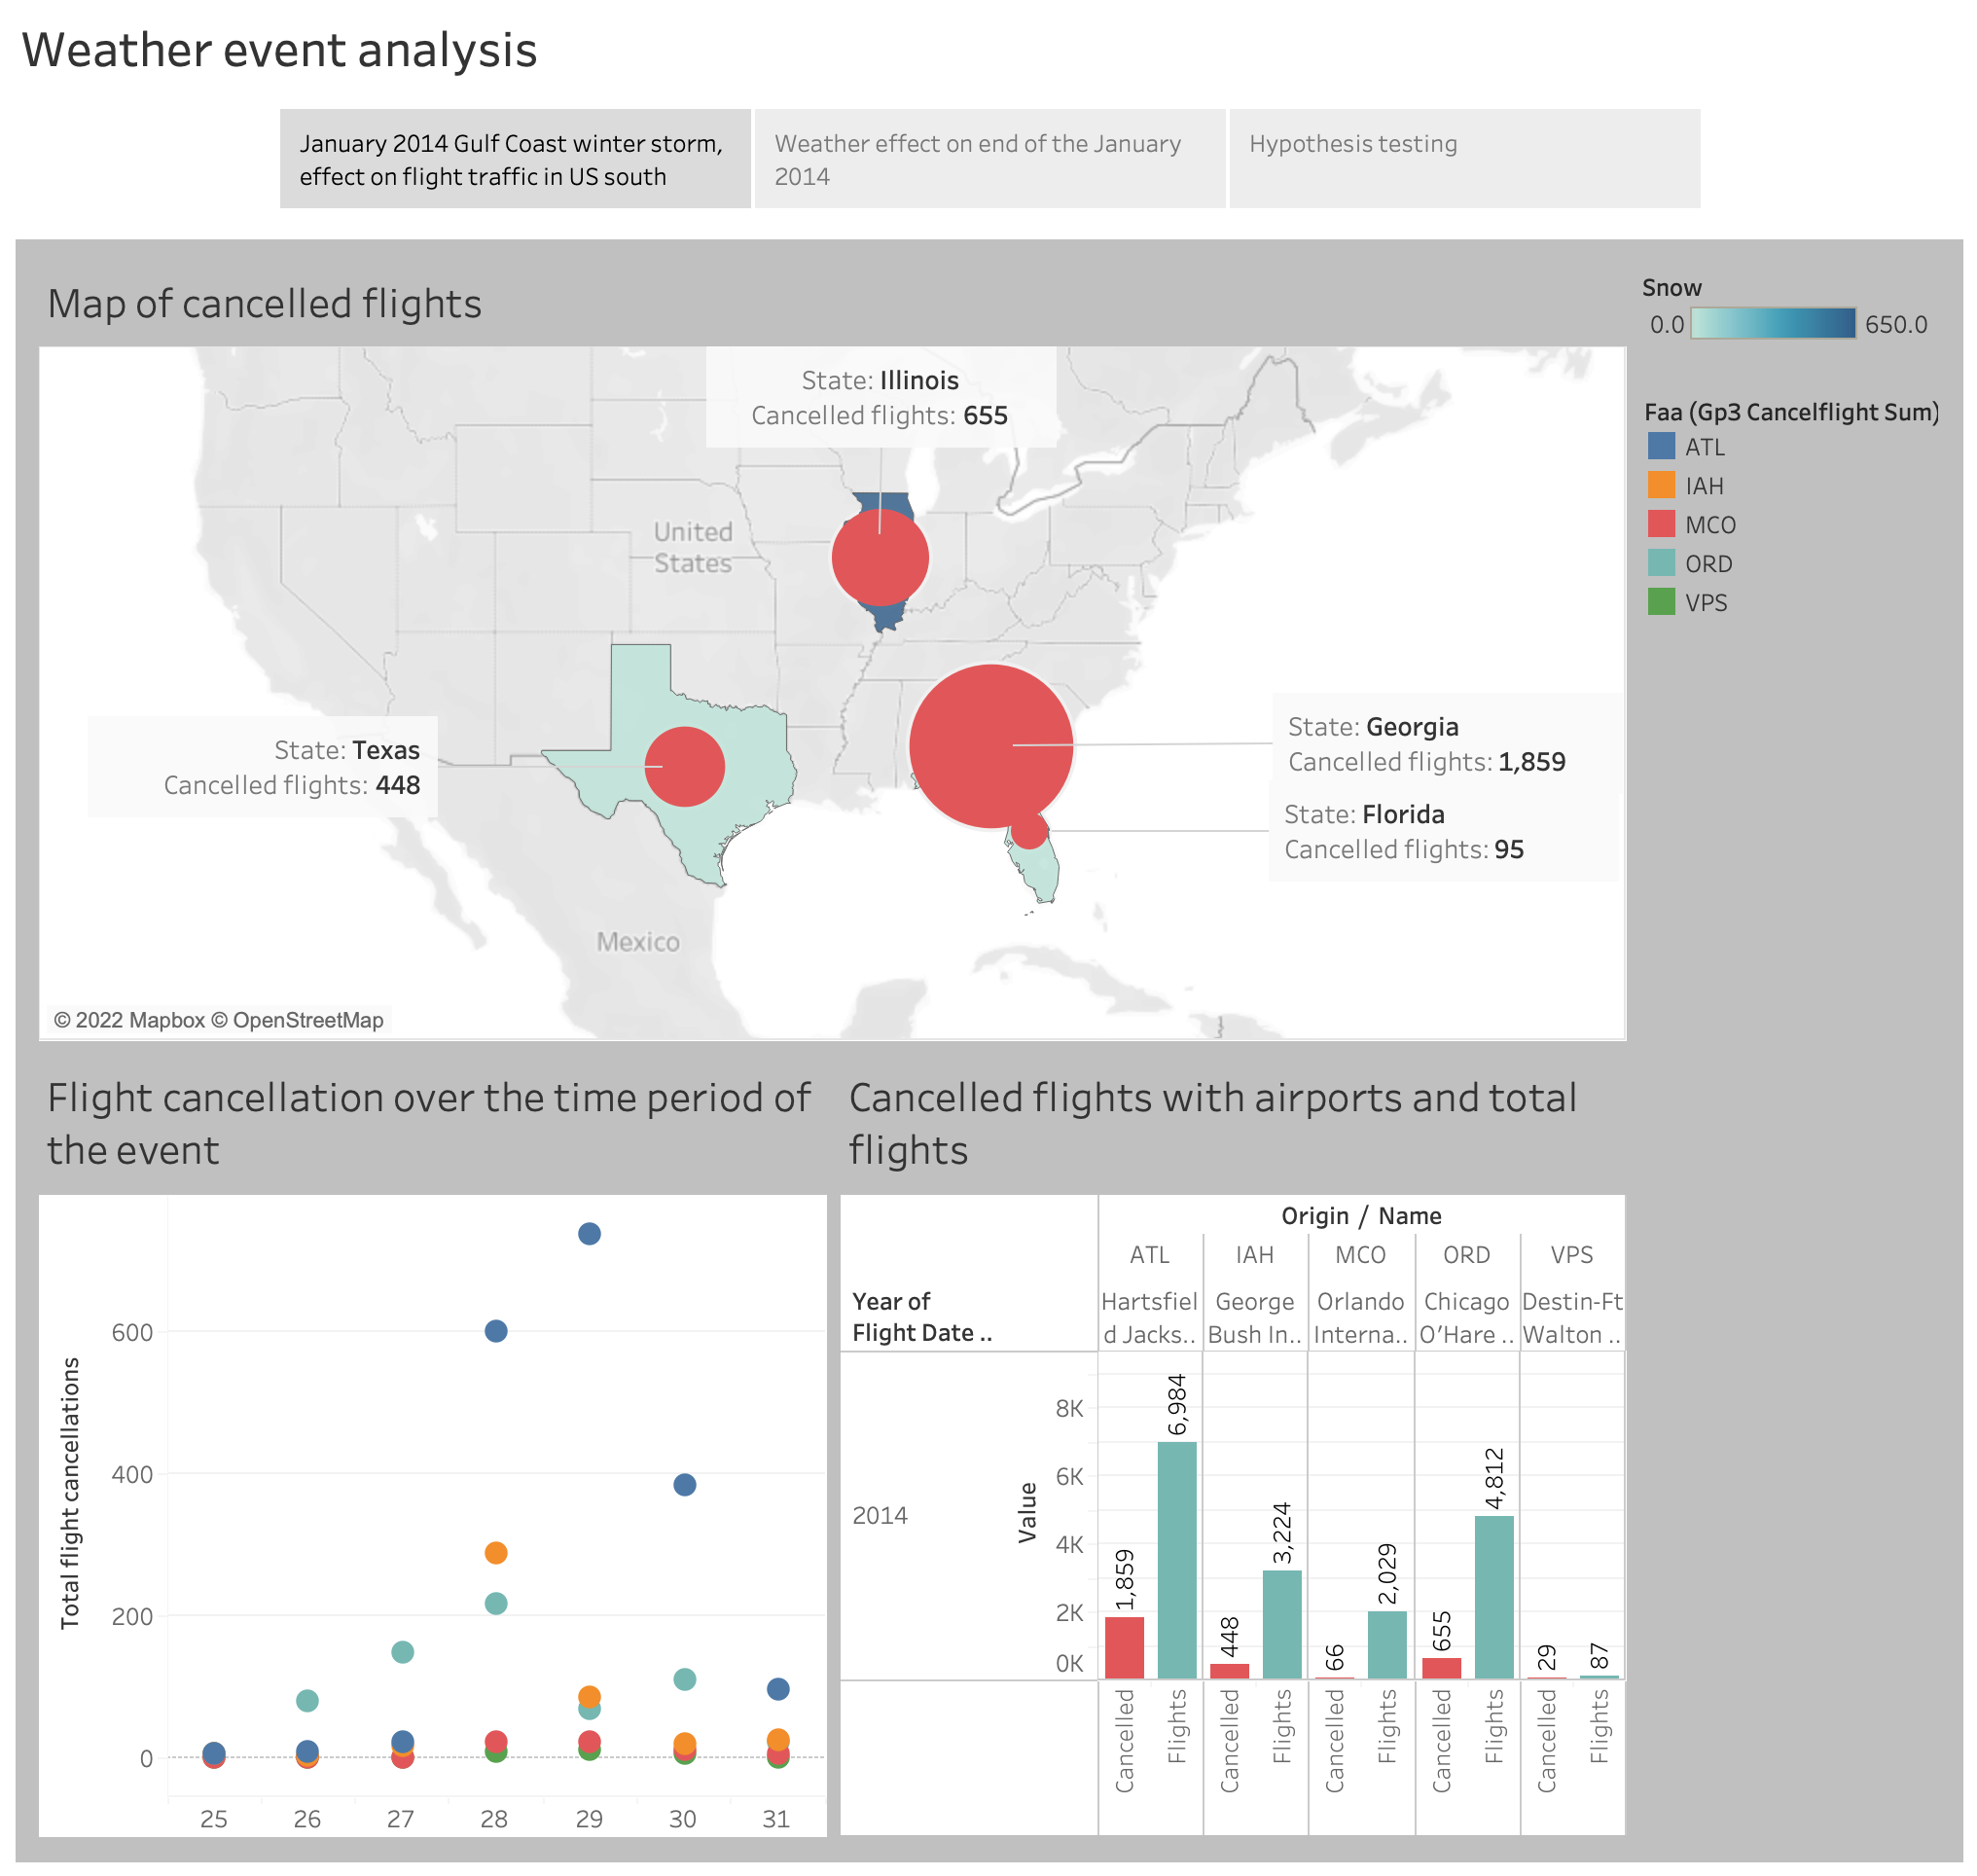 Weather event analysis
January 2014 Gulf Coast winter storm,
effect on flight traffic in US south
Weather effect on end of the January
2014
Hypothesis testing
Map of cancelled flights
Snow
0.0
650.0
Faa (Gp3 Cancelflight Sum)
ATL
IAH
MCO
ORD
VPS
State: Illinois
Cancelled flights: 655
United
States
State: Texas
Cancelled flights: 448
State: Georgia
Cancelled flights: 1,859
State: Florida
Cancelled flights: 95
Mexico
© 2022 Mapbox © OpenStreetMap
Flight cancellation over the time period of
the event
Total flight cancellations
600
400
200
0
25 26 27 28 29 30 31
Cancelled flights with airports and total
flights
Origin / Name
ATL IAH MCO ORD VPS
Year of
Flight Date ..
Hartsfiel
d Jacks..
George
Bush In..
Orlando
Interna..
Chicago
O'Hare ..
Destin-Ft
Walton ..
2014
Value
8K
6K
4K
2K
0K
1,859
6,984
448
3,224
66
2,029
655
4,812
29
87
Cancelled
Flights
Cancelled
Flights
Cancelled
Flights
Cancelled
Flights
Cancelled
Flights